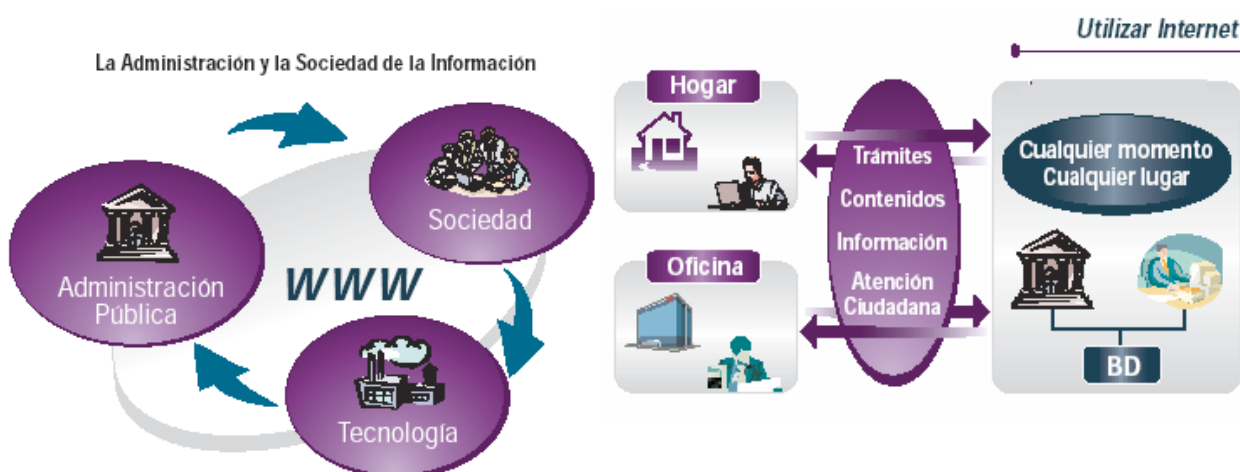 La Administración y la Sociedad de la Información
Sociedad
Administración
Pública
WWW
Tecnología
Utilizar Internet
Hogar
Oficina
Trámites
Contenidos
Información
Atención
Ciudadana
Cualquier momento
Cualquier lugar
BD